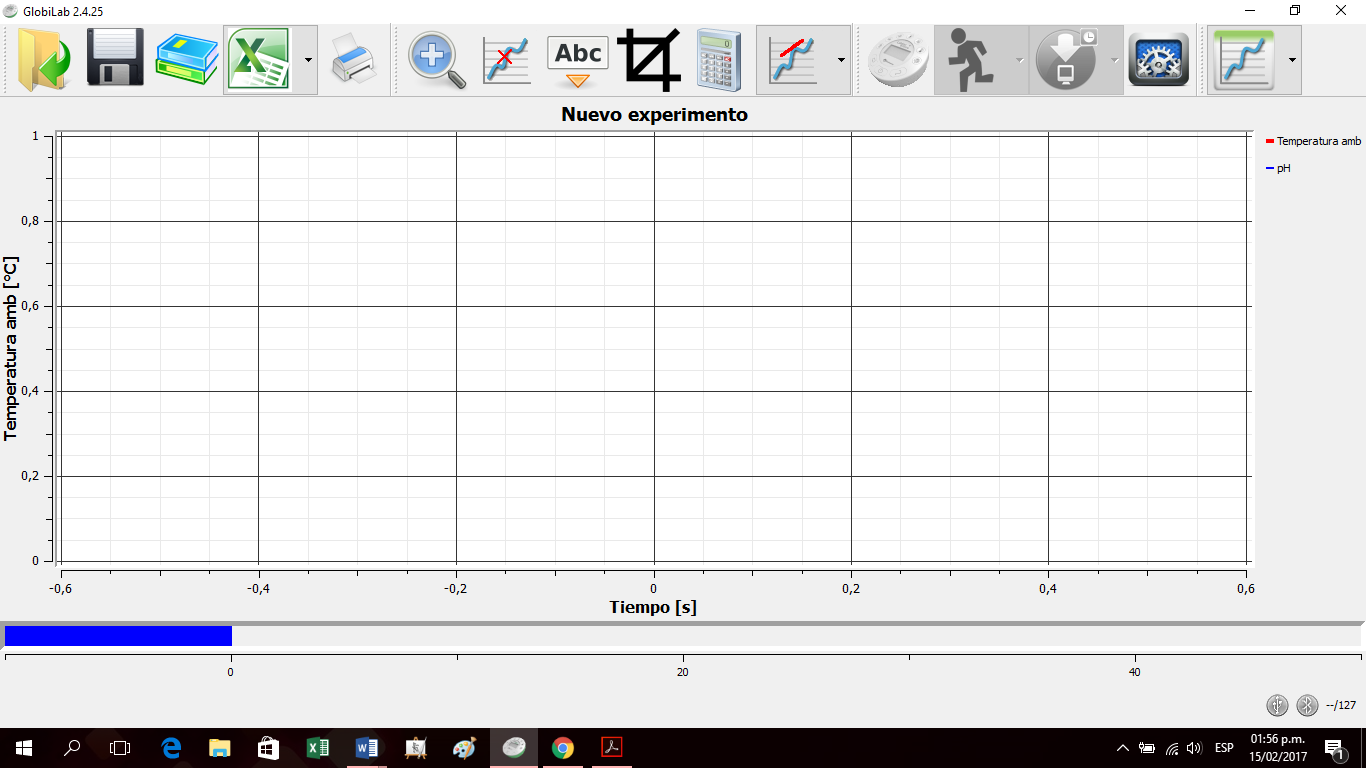 GlobiLab 2.4.25
Abc
Nuevo experimento
Temperatura amb
pH
1
0,8
0,6
0,4
0,2
0
Temperatura amb [°C]
-0,6 -0,4 -0,2 0 0,2 0,4 0,6
Tiempo [s]
0 20 40
--/127
ESP
01:56 p.m.
15/02/2017
1